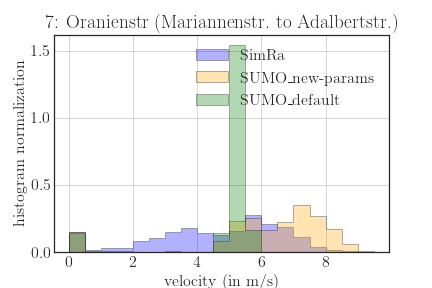 7: Oranienstr (Mariannenstr. to Adalbertstr.)
SimRa
SUMO_new-params
SUMO_default
histogram normalization
1.5
1.0
0.5
0.0
0 2 4 6 8
velocity (in m/s)